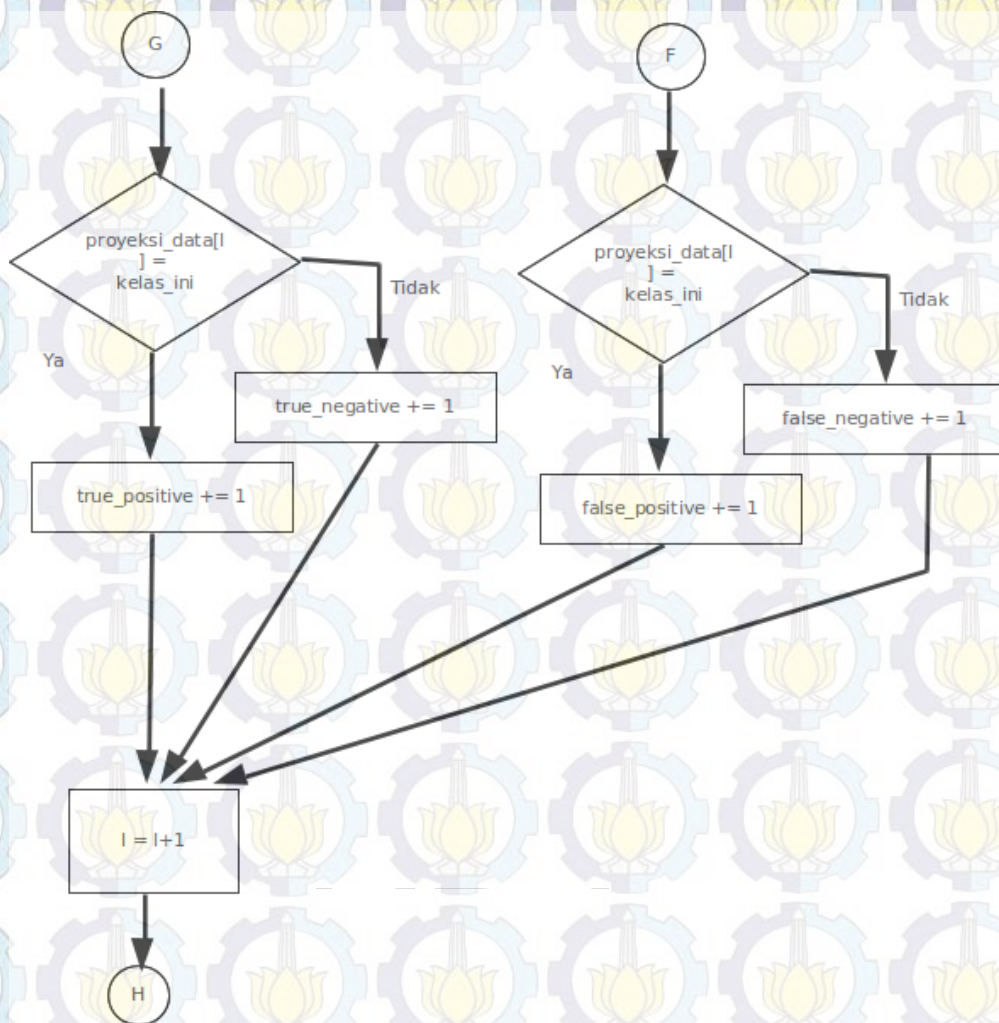 G
proyeksi_data[l
] =
kelas_ini
Tidak
Ya
true_negative += 1
true_positive += 1
F
proyeksi_data[l
] =
kelas_ini
Tidak
Ya
false_negative += 1
false_positive += 1
l = l+1
H